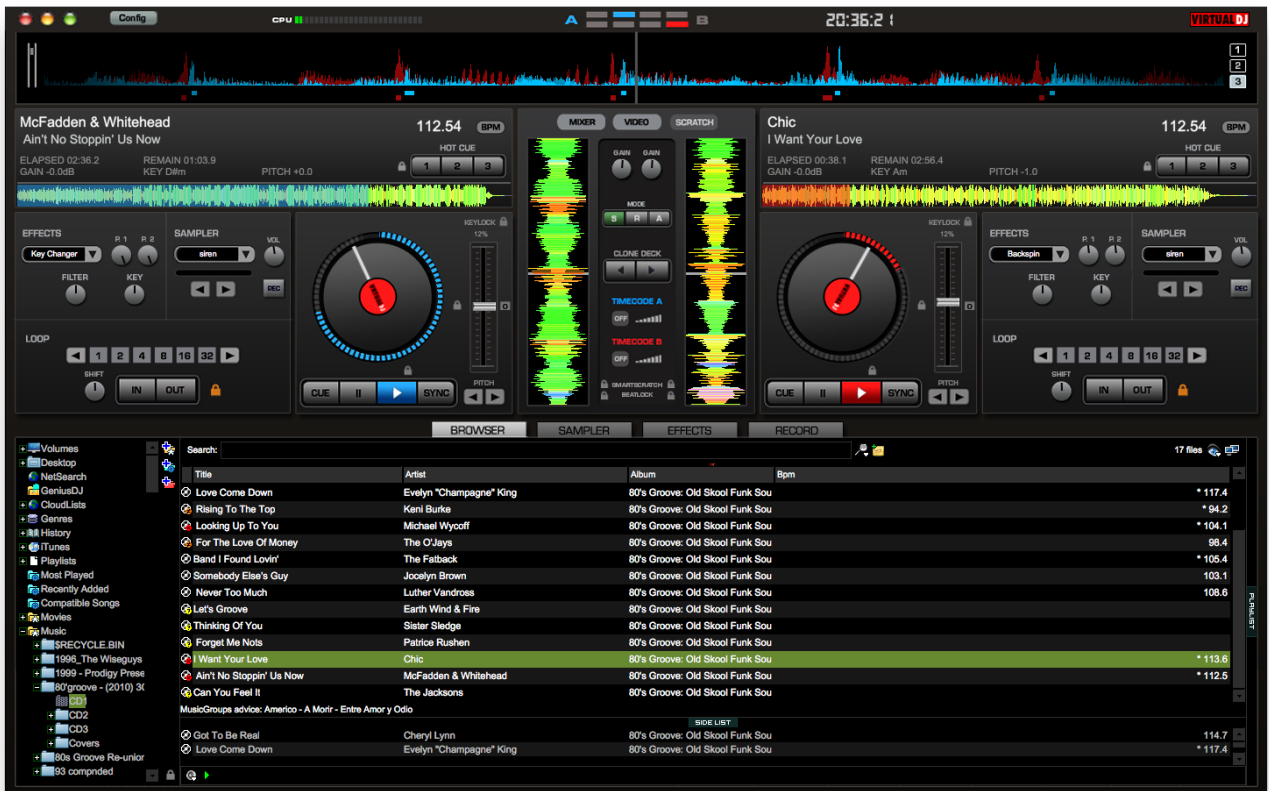 Config CPU A B 20:36:21 VIRTUAL DJ
1
2
3
McFadden & Whitehead
Ain't No Stoppin' Us Now
112.54 BPM
HOT CUE
ELAPSED 02:36.2 REMAIN 01:03.9
GAIN -0.0dB KEY D#m PITCH +0.0
1 2 3
MIXER VIDEO SCRATCH
GAIN GAIN
MODE
S R A
CLONE DECK
TIMECODE A
OFF
TIMECODE B
OFF
SMARTSCRATCH
BEATLOCK
Chic
I Want Your Love
112.54 BPM
HOT CUE
ELAPSED 00:38.1 REMAIN 02:56.4
GAIN -0.0dB KEY Am PITCH -1.0
1 2 3
EFFECTS P. 1 P. 2 SAMPLER VOL
Key Changer siren
FILTER KEY REC
LOOP
1 2 4 8 16 32
SHIFT
IN OUT
KEYLOCK
12%
CUE II SYNC
PITCH
KEYLOCK
12%
CUE II SYNC
PITCH
EFFECTS P. 1 P. 2 SAMPLER VOL
Backspin siren
FILTER KEY REC
LOOP
1 2 4 8 16 32
SHIFT
IN OUT
BROWSER SAMPLER EFFECTS RECORD
Volumes
Desktop
NetSearch
GeniusDJ
CloudLists
Genres
History
iTunes
Playlists
Most Played
Recently Added
Compatible Songs
Movies
Music
$RECYCLE.BIN
1996_The Wiseguys
1999 - Prodigy Prese
80'groove - (2010) 3(
CD1
CD2
CD3
Covers
80s Groove Re-unior
93 compnded
Search: 17 files
Title Artist Album Bpm
Love Come Down Evelyn "Champagne" King 80's Groove: Old Skool Funk Sou * 117.4
Rising To The Top Keni Burke 80's Groove: Old Skool Funk Sou * 94.2
Looking Up To You Michael Wycoff 80's Groove: Old Skool Funk Sou * 104.1
For The Love Of Money The O'Jays 80's Groove: Old Skool Funk Sou 98.4
Band I Found Lovin' The Fatback 80's Groove: Old Skool Funk Sou * 105.4
Somebody Else's Guy Jocelyn Brown 80's Groove: Old Skool Funk Sou 103.1
Never Too Much Luther Vandross 80's Groove: Old Skool Funk Sou 108.6
Let's Groove Earth Wind & Fire 80's Groove: Old Skool Funk Sou
Thinking Of You Sister Sledge 80's Groove: Old Skool Funk Sou
Forget Me Nots Patrice Rushen 80's Groove: Old Skool Funk Sou
I Want Your Love Chic 80's Groove: Old Skool Funk Sou * 113.6
Ain't No Stoppin' Us Now McFadden & Whitehead 80's Groove: Old Skool Funk Sou * 112.5
Can You Feel It The Jacksons 80's Groove: Old Skool Funk Sou
MusicGroups advice: Americo - A Morir - Entre Amor y Odio
SIDE LIST
Got To Be Real Cheryl Lynn 80's Groove: Old Skool Funk Sou 114.7
Love Come Down Evelyn "Champagne" King 80's Groove: Old Skool Funk Sou * 117.4
PLAYLIST